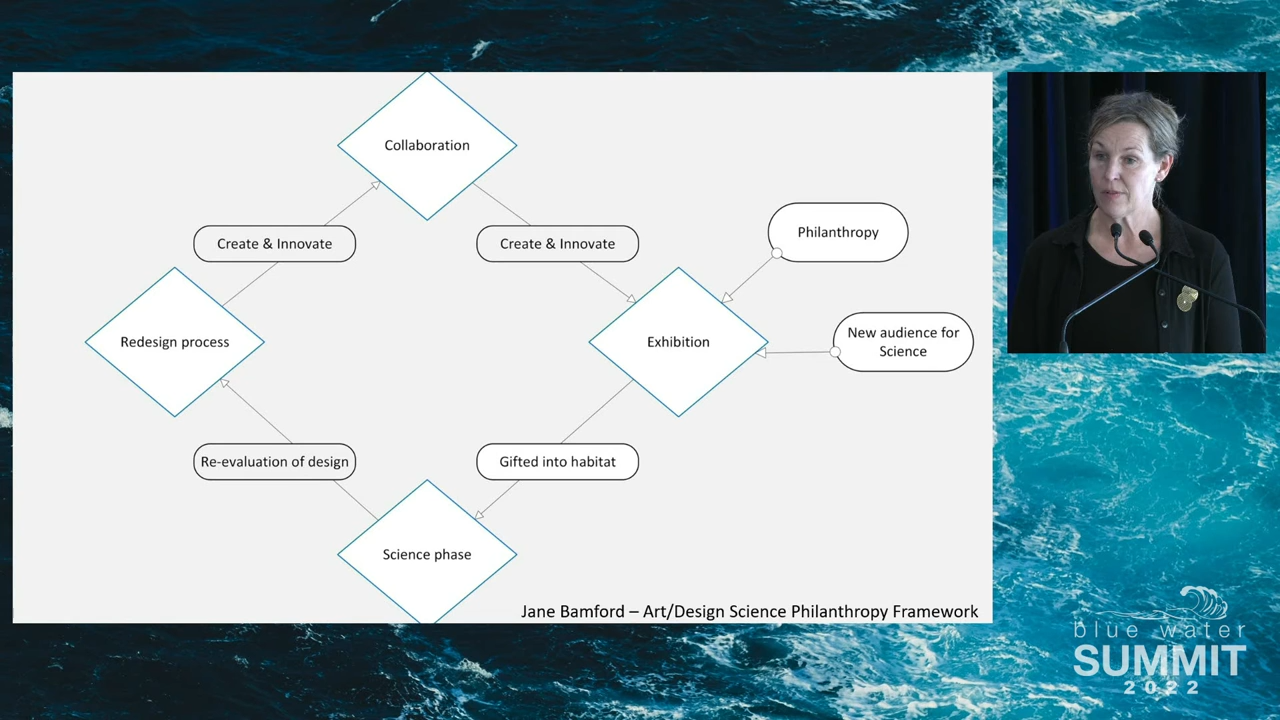 Collaboration
Create & Innovate
Create & Innovate
Philanthropy
Redesign process
Exhibition
New audience for
Science
Re-evaluation of design
Gifted into habitat
Science phase
Jane Bamford – Art/Design Science Philanthropy Framework
blue water
SUMMIT
2022